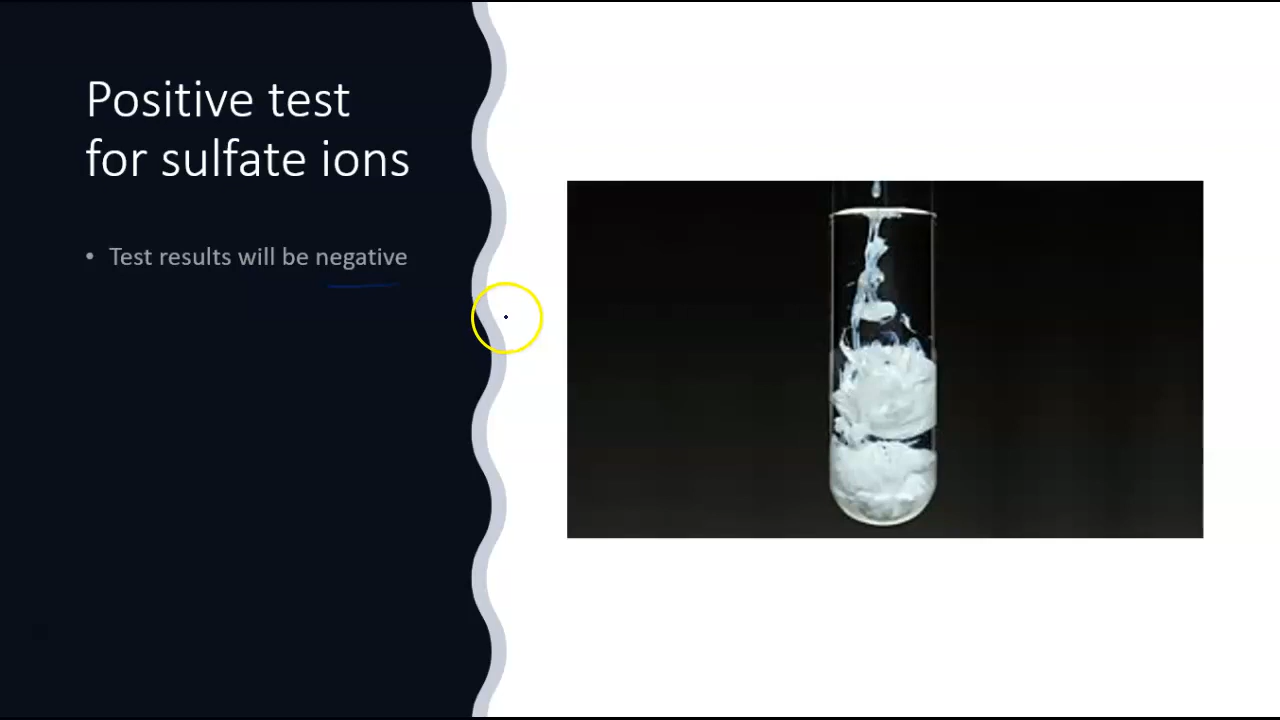 Positive test
for sulfate ions
• Test results will be negative